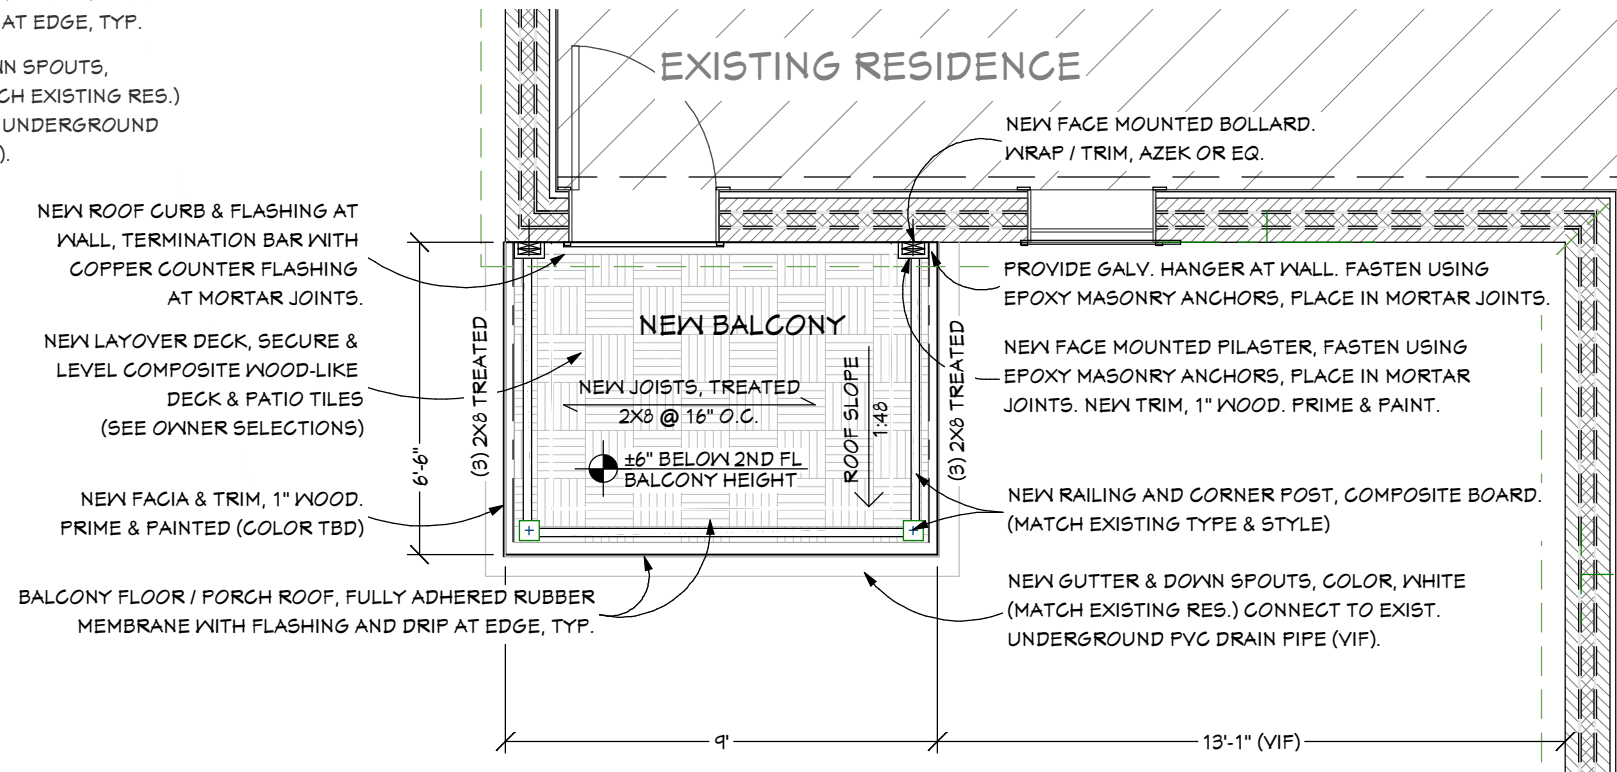 AT EDGE, TYP.
SPOUTS,
EXISTING RES.)
UNDERGROUND
).
EXISTING RESIDENCE
NEW FACE MOUNTED BOLLARD.
WRAP / TRIM, AZEK OR EQ.
NEW ROOF CURB & FLASHING AT
WALL, TERMINATION BAR WITH
COPPER COUNTER FLASHING
AT MORTAR JOINTS.
NEW LAYOVER DECK, SECURE &
LEVEL COMPOSITE WOOD-LIKE
DECK & PATIO TILES
(SEE OWNER SELECTIONS)
NEW FACIA & TRIM, 1" WOOD.
PRIME & PAINTED (COLOR TBD)
BALCONY FLOOR / PORCH ROOF, FULLY ADHERED RUBBER
MEMBRANE WITH FLASHING AND DRIP AT EDGE, TYP.
6'-6"
(3) 2X8 TREATED
NEW BALCONY
NEW JOISTS, TREATED
2X8 @ 16" O.C.
±6" BELOW 2ND FL
BALCONY HEIGHT
ROOF SLOPE
1:48
(3) 2X8 TREATED
PROVIDE GALV. HANGER AT WALL. FASTEN USING
EPOXY MASONRY ANCHORS, PLACE IN MORTAR JOINTS.
NEW FACE MOUNTED PILASTER, FASTEN USING
EPOXY MASONRY ANCHORS, PLACE IN MORTAR
JOINTS. NEW TRIM, 1" WOOD. PRIME & PAINT.
NEW RAILING AND CORNER POST, COMPOSITE BOARD.
(MATCH EXISTING TYPE & STYLE)
NEW GUTTER & DOWN SPOUTS, COLOR, WHITE
(MATCH EXISTING RES.) CONNECT TO EXIST.
UNDERGROUND PVC DRAIN PIPE (VIF).
9'
13'-1" (VIF)